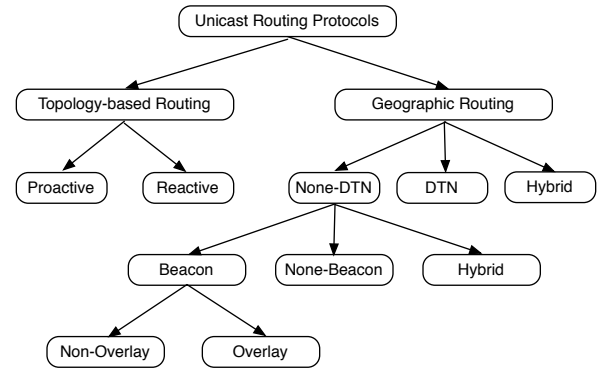 Unicast Routing Protocols
Topology-based Routing
Geographic Routing
Proactive
Reactive
None-DTN
DTN
Hybrid
Beacon
None-Beacon
Hybrid
Non-Overlay
Overlay